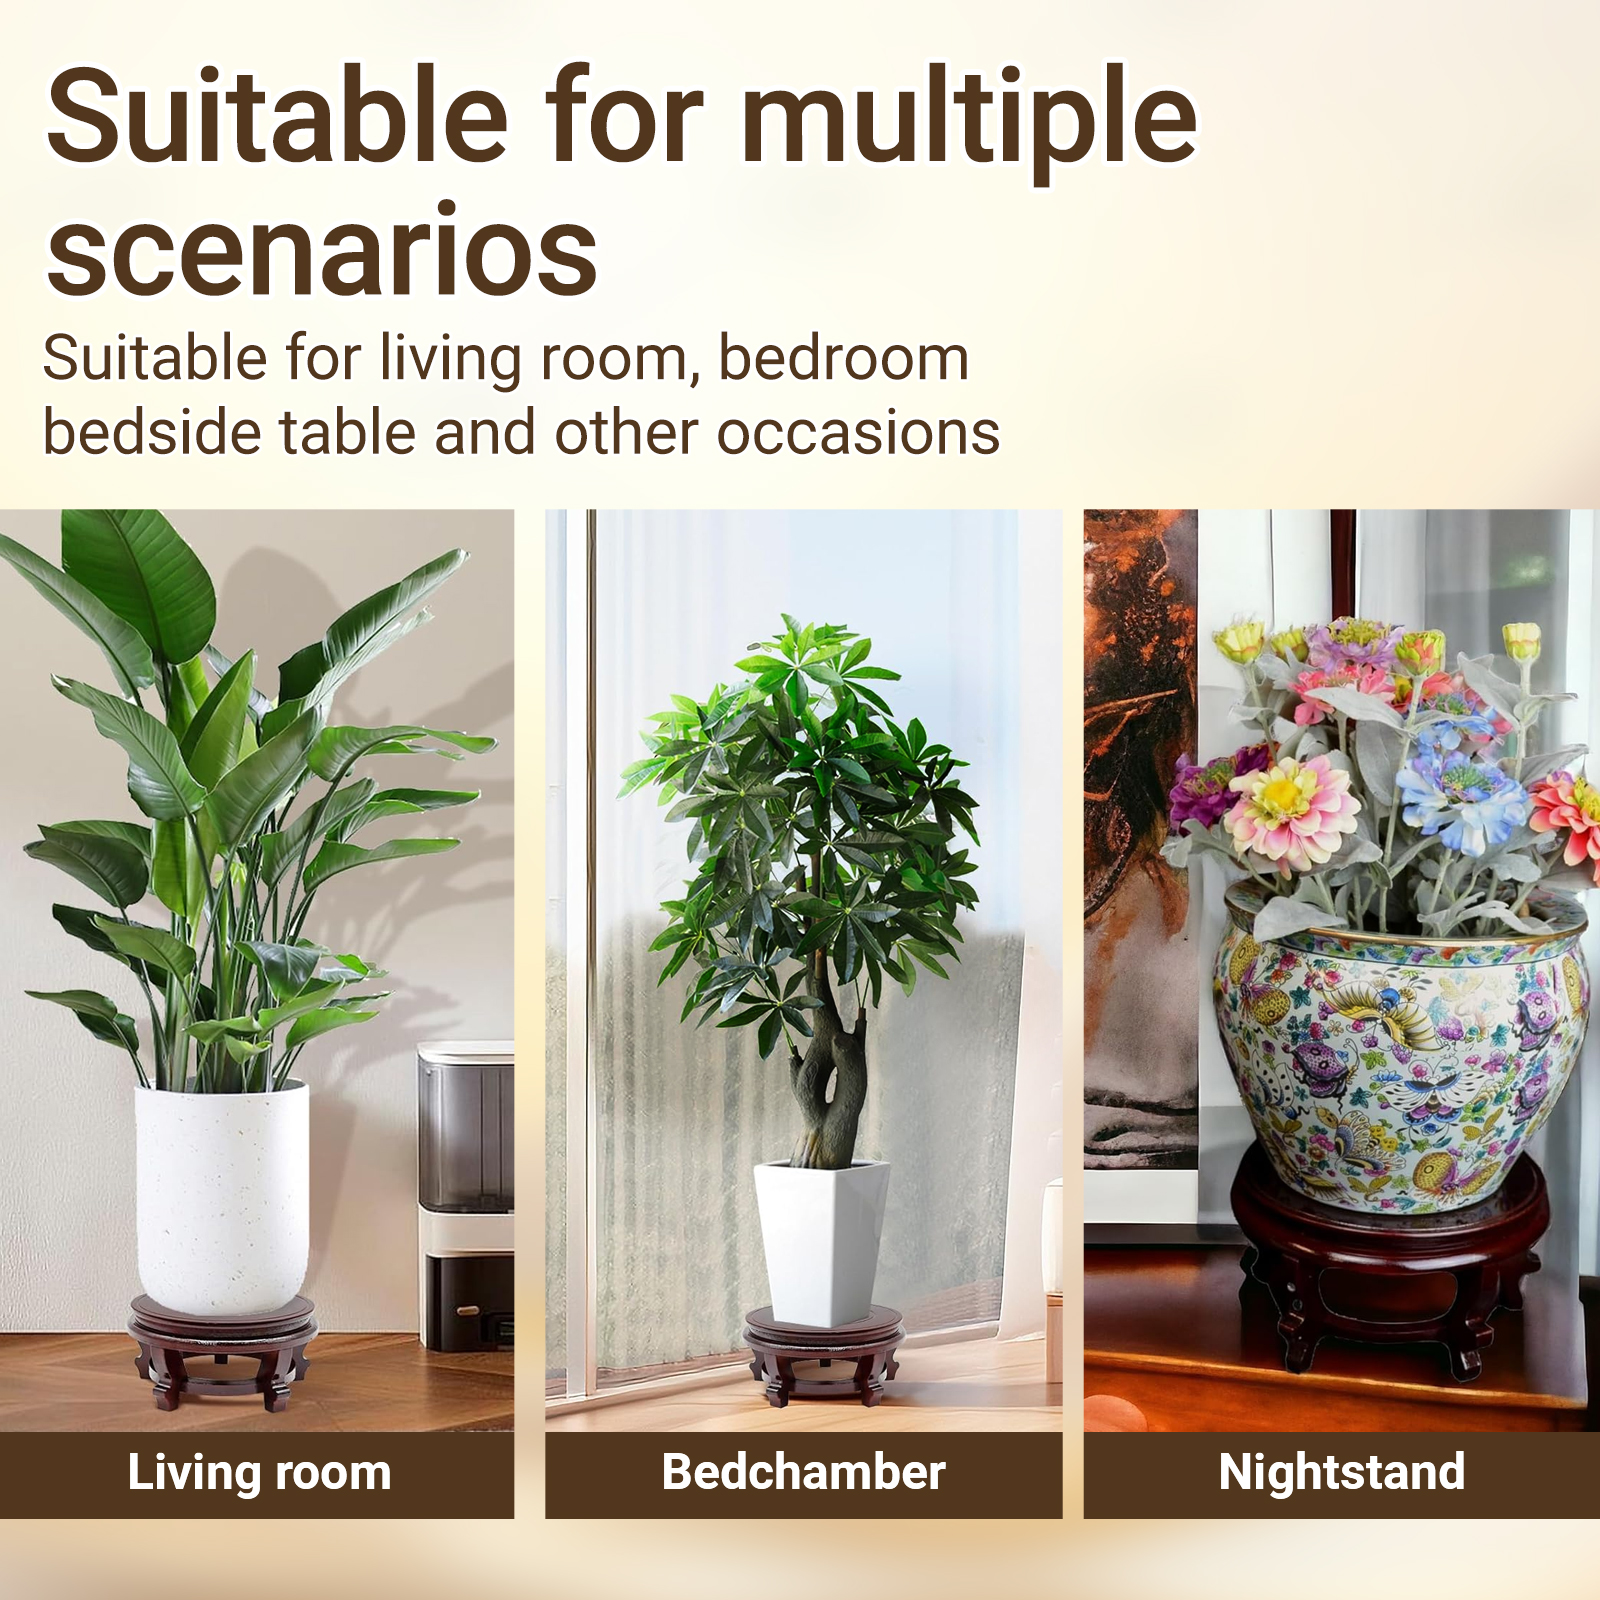 Suitable for multiple
scenarios
Suitable for living room, bedroom
bedside table and other occasions
Living room
Bedchamber
Nightstand